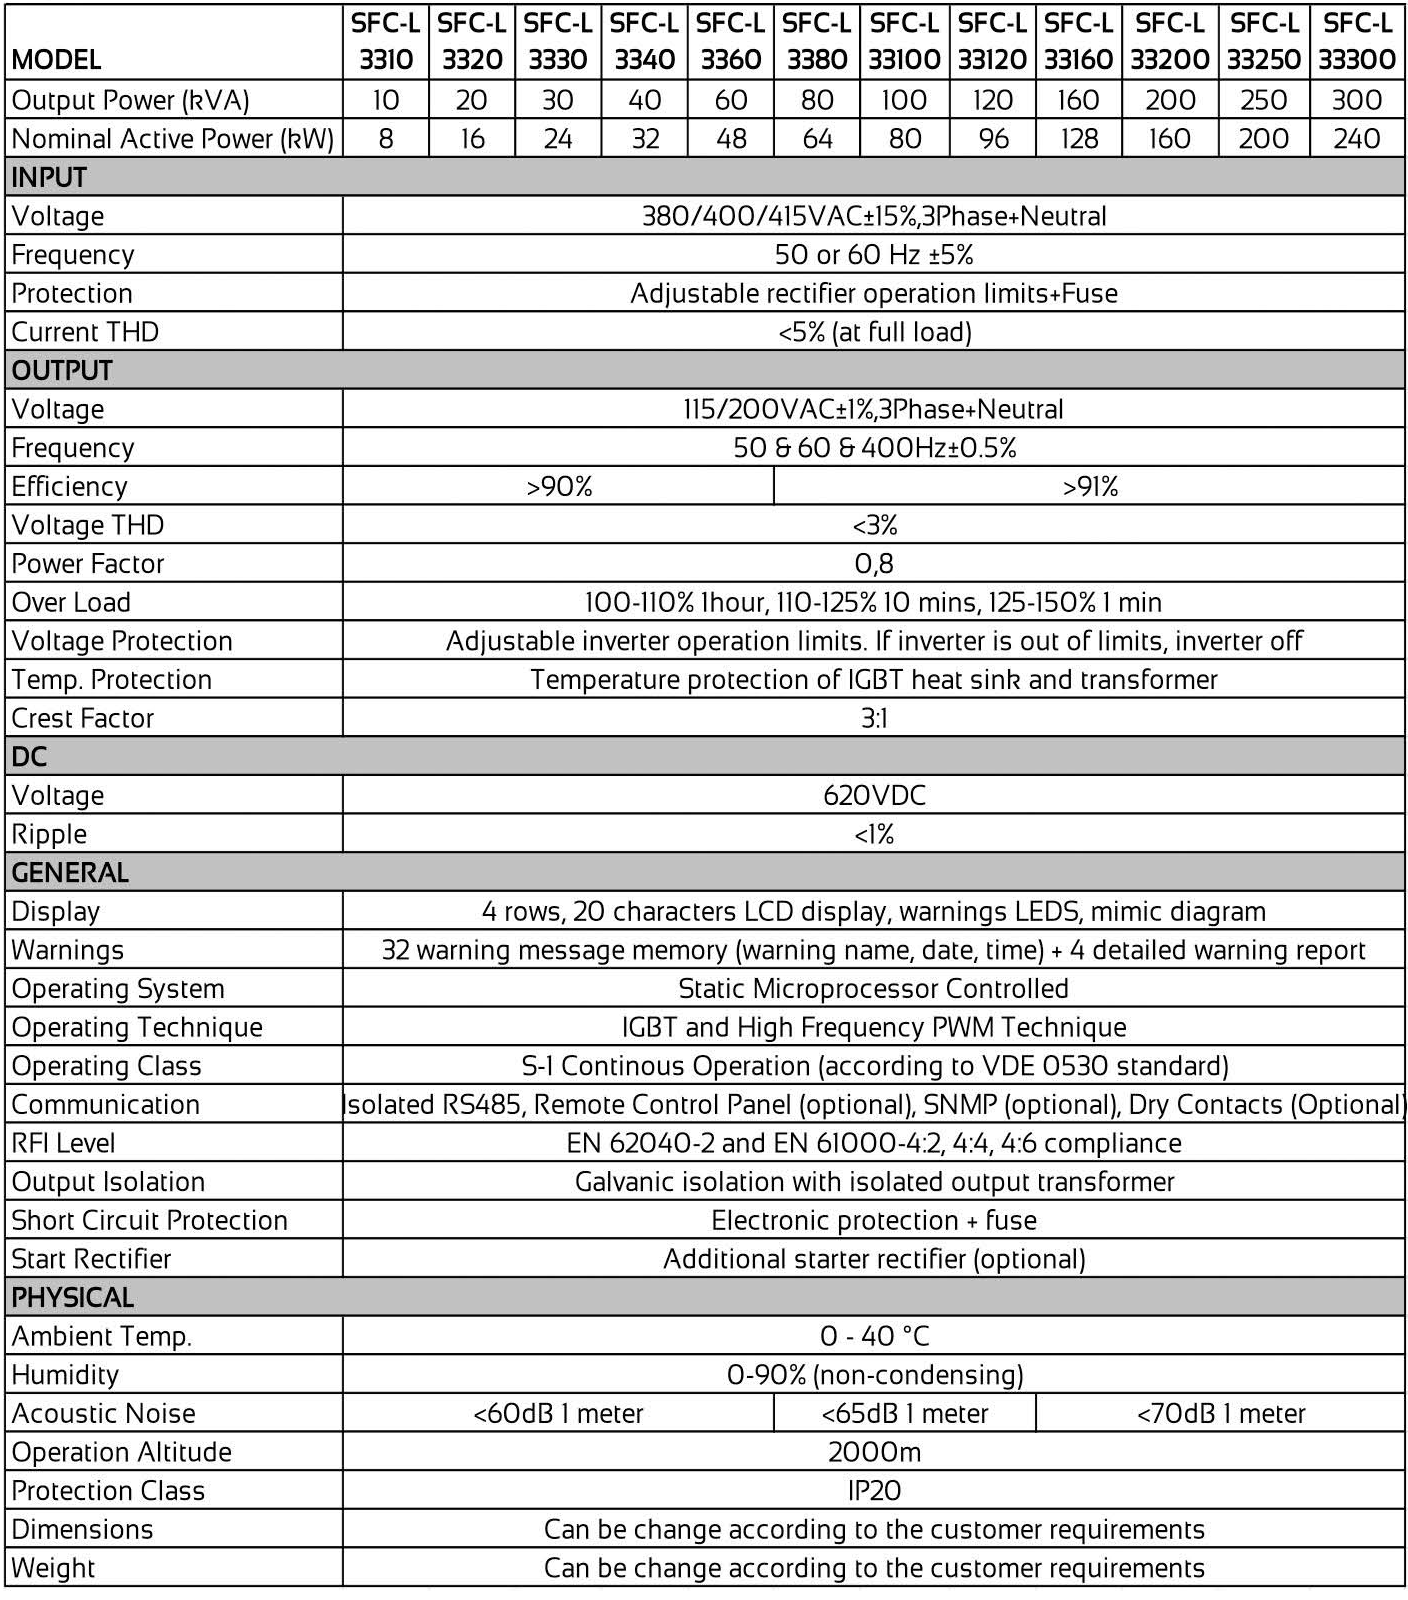 MODEL SFC-L 3310 SFC-L 3320 SFC-L 3330 SFC-L 3340 SFC-L 3360 SFC-L 3380 SFC-L 33100 SFC-L 33120 SFC-L 33160 SFC-L 33200 SFC-L 33250 SFC-L 33300
Output Power (kVA) 10 20 30 40 60 80 100 120 160 200 250 300
Nominal Active Power (kW) 8 16 24 32 48 64 80 96 128 160 200 240
INPUT
Voltage 380/400/415VAC±15%,3Phase+Neutral
Frequency 50 or 60 Hz ±5%
Protection Adjustable rectifier operation limits+Fuse
Current THD <5% (at full load)
OUTPUT
Voltage 115/200VAC±1%,3Phase+Neutral
Frequency 50 & 60 & 400Hz±0.5%
Efficiency >90% >91%
Voltage THD <3%
Power Factor 0,8
Over Load 100-110% 1hour, 110-125% 10 mins, 125-150% 1 min
Voltage Protection Adjustable inverter operation limits. If inverter is out of limits, inverter off
Temp. Protection Temperature protection of IGBT heat sink and transformer
Crest Factor 3:1
DC
Voltage 620VDC
Ripple <1%
GENERAL
Display 4 rows, 20 characters LCD display, warnings LEDS, mimic diagram
Warnings 32 warning message memory (warning name, date, time) + 4 detailed warning report
Operating System Static Microprocessor Controlled
Operating Technique IGBT and High Frequency PWM Technique
Operating Class S-1 Continous Operation (according to VDE 0530 standard)
Communication Isolated RS485, Remote Control Panel (optional), SNMP (optional), Dry Contacts (Optional)
RFI Level EN 62040-2 and EN 61000-4:2, 4:4, 4:6 compliance
Output Isolation Galvanic isolation with isolated output transformer
Short Circuit Protection Electronic protection + fuse
Start Rectifier Additional starter rectifier (optional)
PHYSICAL
Ambient Temp. 0 - 40 °C
Humidity 0-90% (non-condensing)
Acoustic Noise <60dB 1 meter <65dB 1 meter <70dB 1 meter
Operation Altitude 2000m
Protection Class IP20
Dimensions Can be change according to the customer requirements
Weight Can be change according to the customer requirements